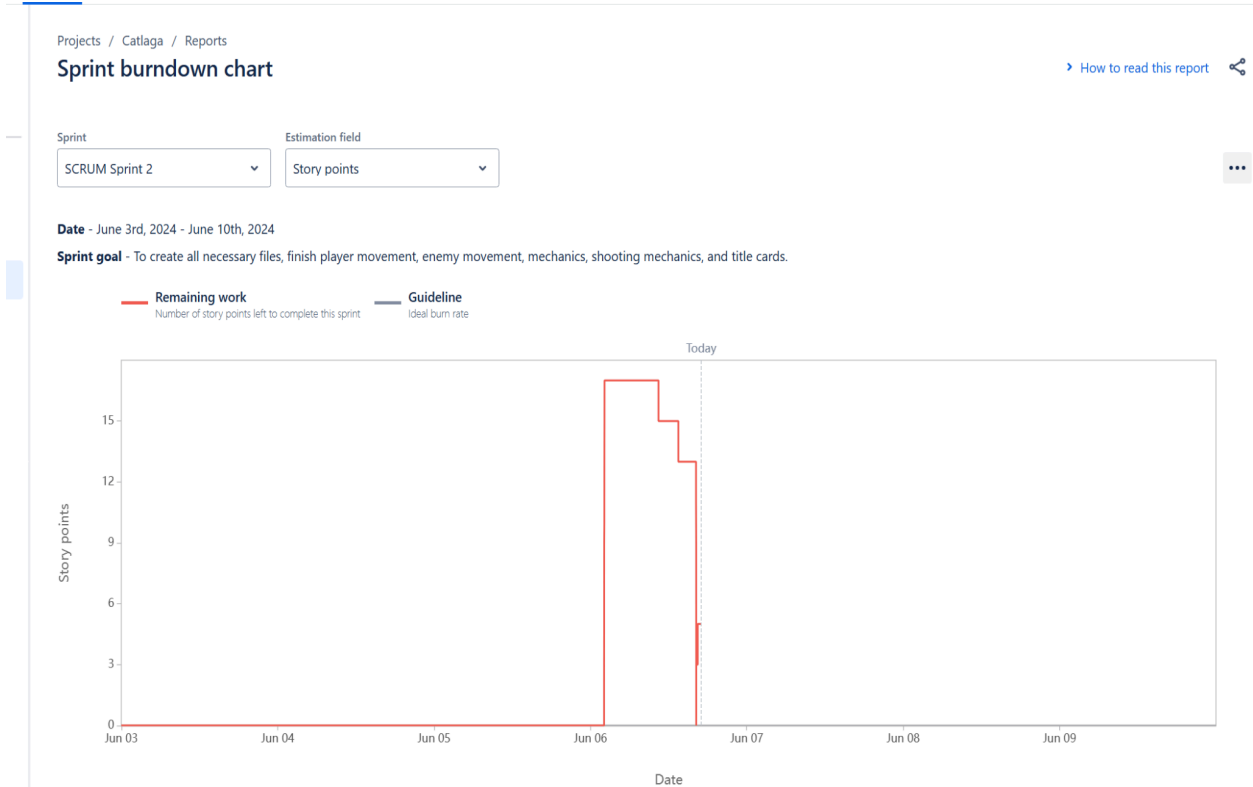 Projects / Catlaga / Reports
Sprint burndown chart
How to read this report
Sprint
Estimation field
SCRUM Sprint 2
Story points
Date - June 3rd, 2024 - June 10th, 2024
Sprint goal - To create all necessary files, finish player movement, enemy movement, mechanics, shooting mechanics, and title cards.
Remaining work
Number of story points left to complete this sprint
Guideline
Ideal burn rate
Today
15
12
9
6
3
0
Story points
Jun 03
Jun 04
Jun 05
Jun 06
Jun 07
Jun 08
Jun 09
Date